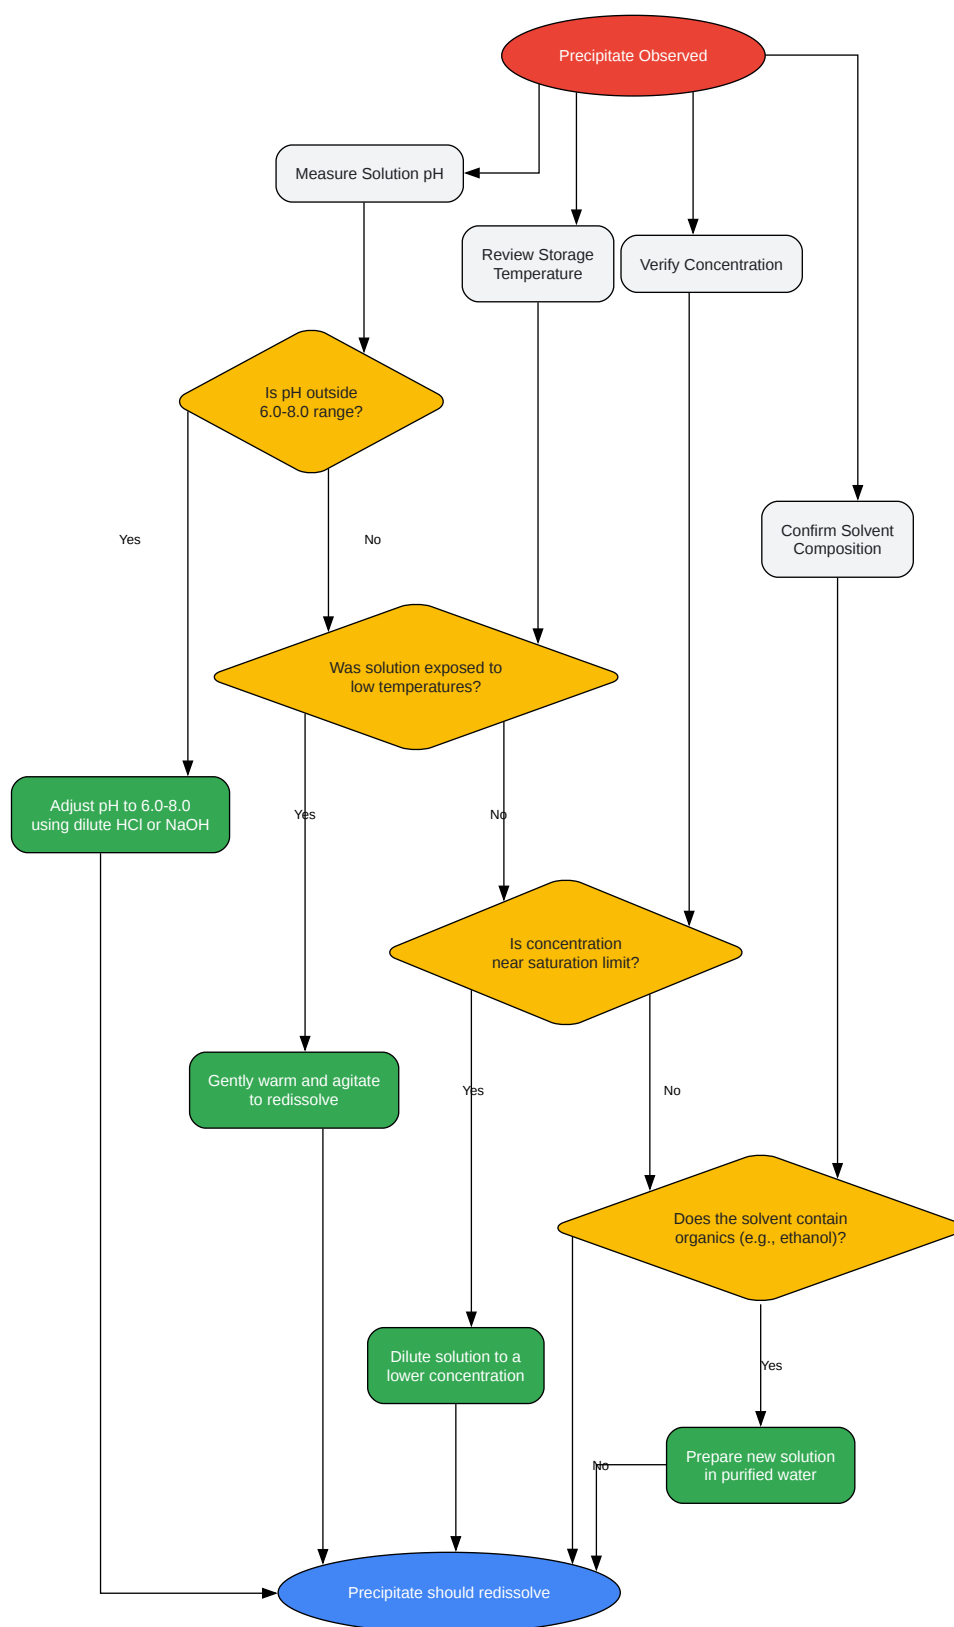 Precipitate Observed
Measure Solution pH
Review Storage
Temperature
Verify Concentration
Is pH outside
6.0-8.0 range?
Yes
No
Confirm Solvent
Composition
Was solution exposed to
low temperatures?
Adjust pH to 6.0-8.0
using dilute HCl or NaOH
Yes
No
Is concentration
near saturation limit?
Gently warm and agitate
to redissolve
Yes
No
Does the solvent contain
organics (e.g., ethanol)?
Dilute solution to a
lower concentration
Yes
Prepare new solution
in purified water
No
Precipitate should redissolve